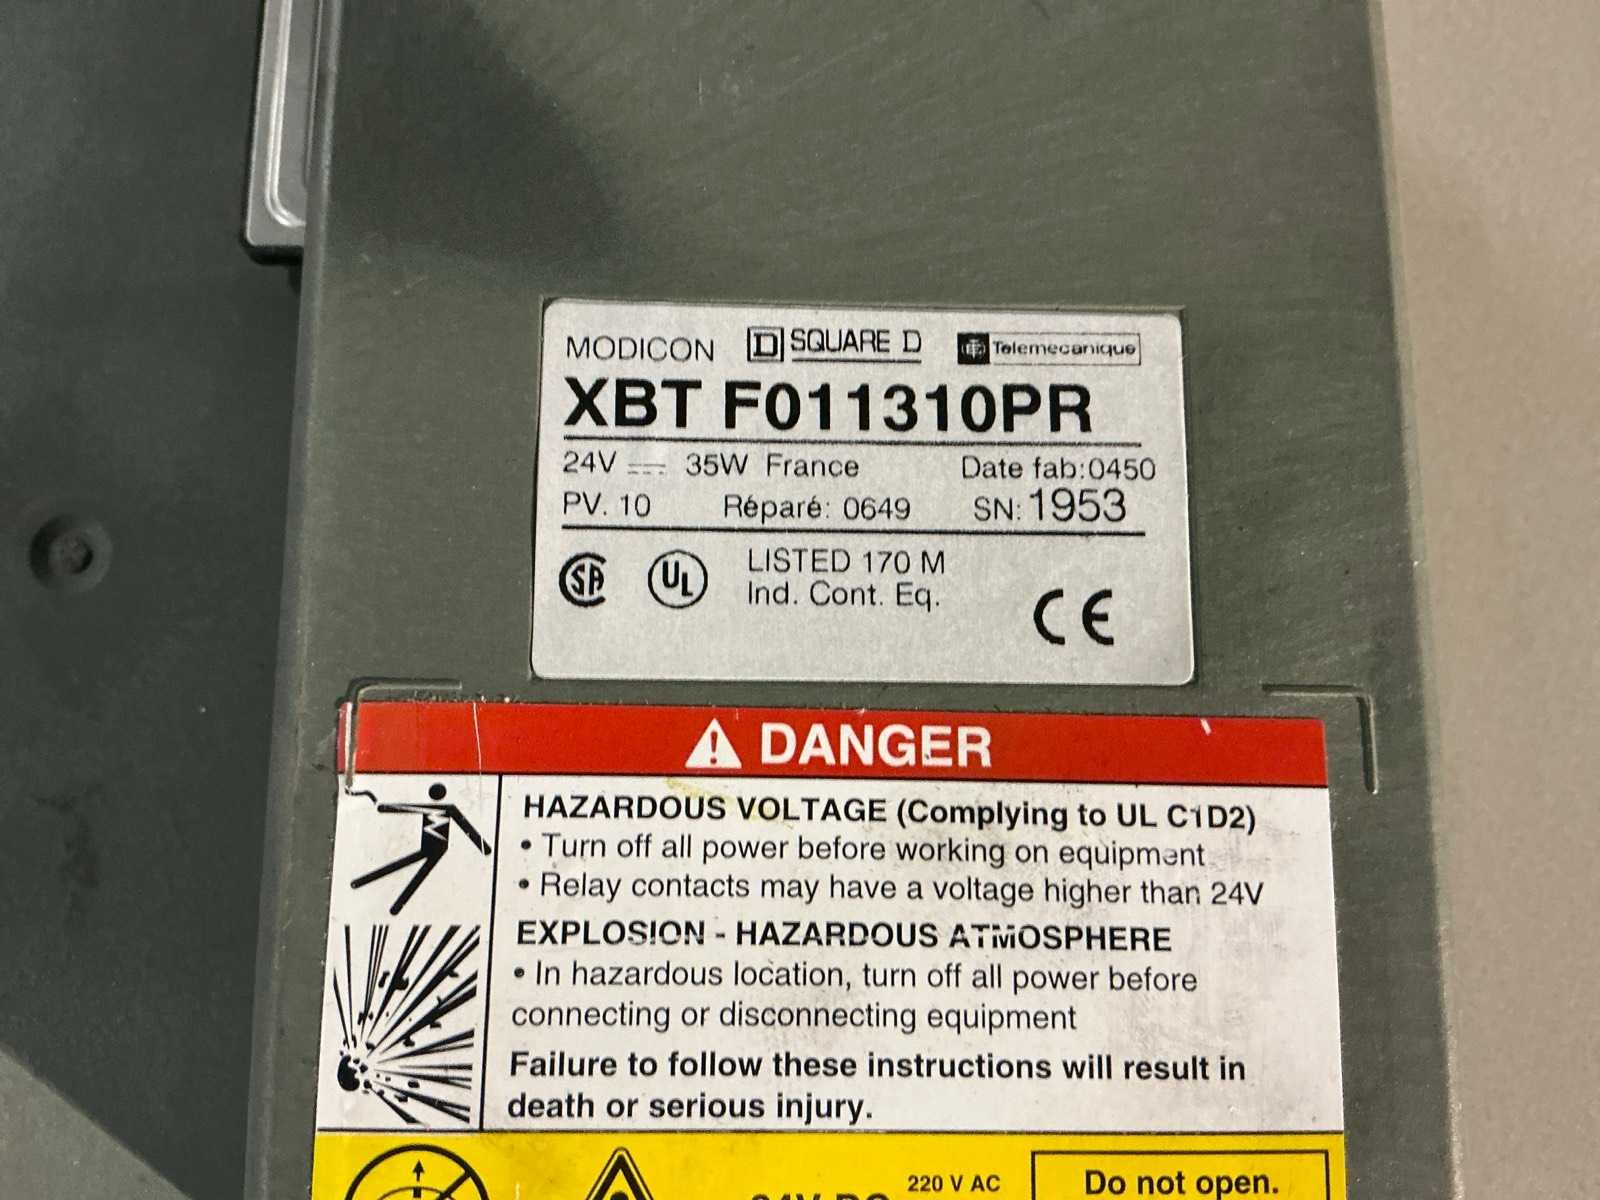 MODICON D SQUARE D Telemecanique
XBT F011310PR
24V 35W France Date fab:0450
PV. 10 Réparé: 0649 SN: 1953
SA UL LISTED 170 M
Ind. Cont. Eq.
CE
DANGER
HAZARDOUS VOLTAGE (Complying to UL C1D2)
• Turn off all power before working on equipment
• Relay contacts may have a voltage higher than 24V
EXPLOSION - HAZARDOUS ATMOSPHERE
• In hazardous location, turn off all power before
connecting or disconnecting equipment
Failure to follow these instructions will result in
death or serious injury.
220 V AC
Do not open.